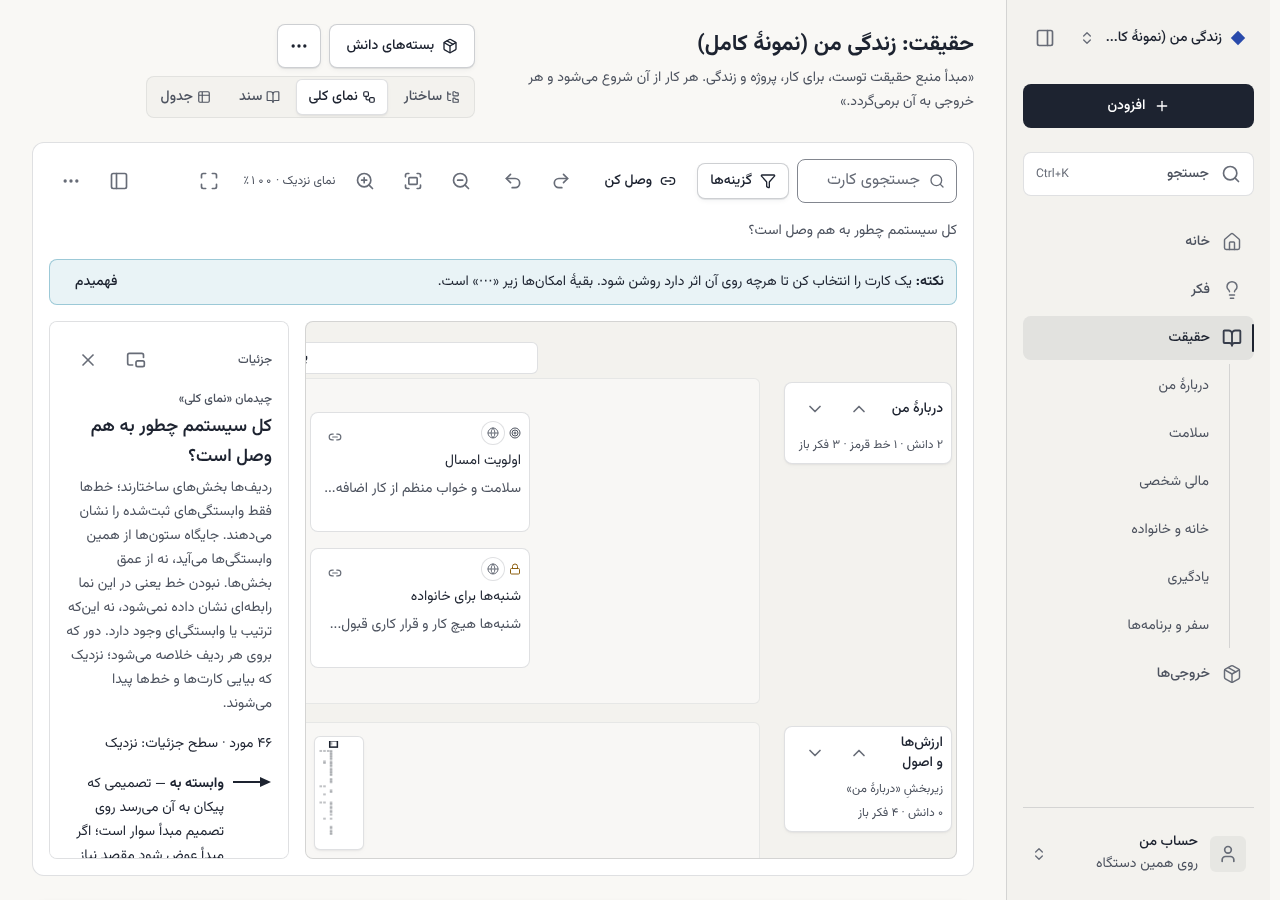 زندگی من (نمونهٔ کا...
افزودن
جستجو
Ctrl+K
خانه
فکر
حقیقت
دربارهٔ من
سلامت
مالی شخصی
خانه و خانواده
یادگیری
سفر و برنامه‌ها
خروجی‌ها
حساب من
روی همین دستگاه
حقیقت: زندگی من (نمونهٔ کامل)
«مبدأ منبع حقیقت توست، برای کار، پروژه و زندگی. هر کار از آن شروع می‌شود و هر
خروجی به آن برمی‌گردد.»
بسته‌های دانش
ساختار
نمای کلی
سند
جدول
جستجوی کارت
گزینه‌ها
وصل کن
نمای نزدیک · ۱۰۰٪
کل سیستمم چطور به هم وصل است؟
نکته: یک کارت را انتخاب کن تا هرچه روی آن اثر دارد روشن شود. بقیهٔ امکان‌ها زیر «···» است.
فهمیدم
دربارهٔ من
۲ دانش · ۱ خط قرمز · ۳ فکر باز
اولویت امسال
سلامت و خواب منظم از کار اضافه...
شنبه‌ها برای خانواده
شنبه‌ها هیچ کار و قرار کاری قبول...
ارزش‌ها
و اصول
زیربخش «دربارهٔ من»
۰ دانش · ۴ فکر باز
جزئیات
چیدمان «نمای کلی»
کل سیستمم چطور به هم
وصل است؟
ردیف‌ها بخش‌های ساختارند؛ خط‌ها
فقط وابستگی‌های ثبت‌شده را نشان
می‌دهند. جایگاه ستون‌ها از همین
وابستگی‌ها می‌آید، نه از عمق
بخش‌ها. نبودن خط یعنی در این نما
رابطه‌ای نشان داده نمی‌شود، نه این‌که
ترتیب یا وابستگی‌ای وجود دارد. دور که
بروی هر ردیف خلاصه می‌شود؛ نزدیک
که بیایی کارت‌ها و خط‌ها پیدا
می‌شوند.
۴۶ مورد · سطح جزئیات: نزدیک
وابسته به — تصمیمی که
پیکان به آن می‌رسد روی
تصمیم مبدأ سوار است؛ اگر
مبدأ عوض شود مقصد نیاز